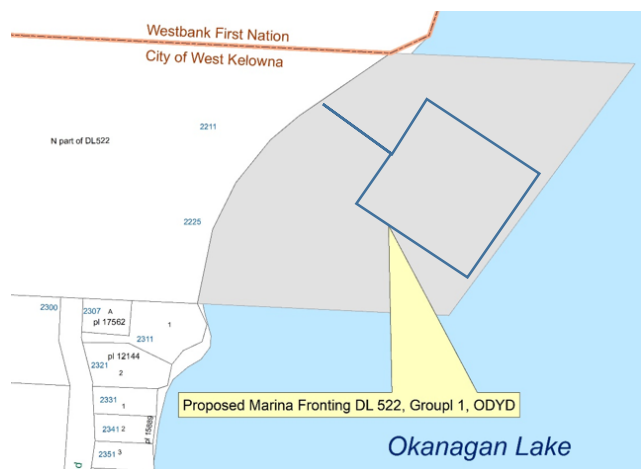 Westbank First Nation
City of West Kelowna
2211
N part of DL522
2225
2300
2307
A
pl 17562
1
2311
pl 12144
2321
2
2331
1
pl 15889
2341
2
2351
3
Proposed Marina Fronting DL 522, Groupl 1, ODYD
Okanagan Lake